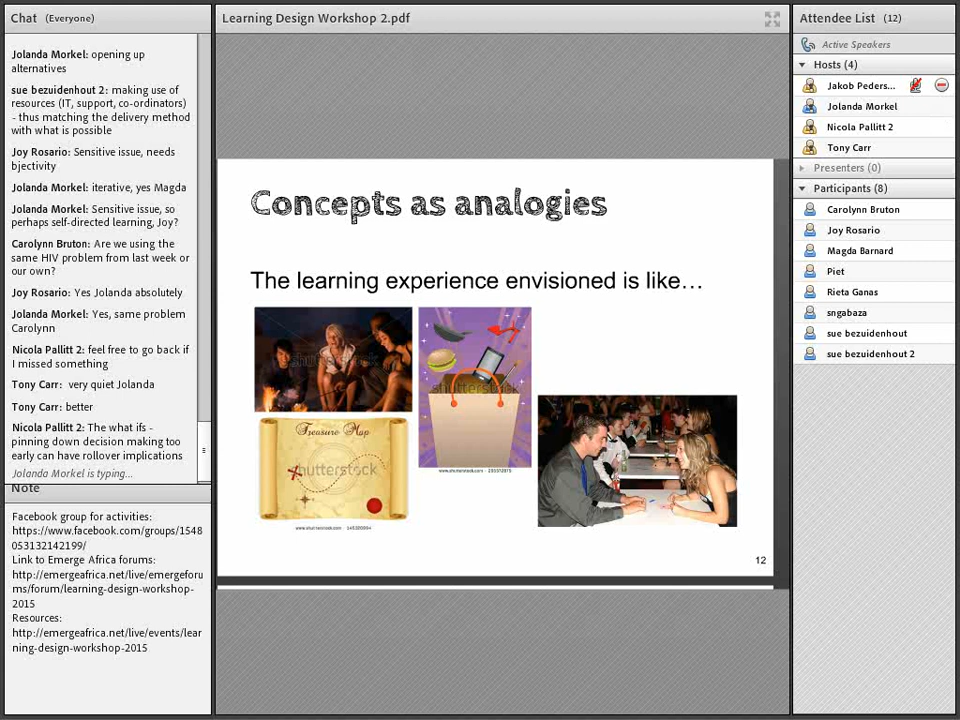 Chat (Everyone)
Jolanda Morkel: opening up
alternatives
sue bezuidenhout 2: making use of
resources (IT, support, co-ordinators)
- thus matching the delivery method
with what is possible
Joy Rosario: Sensitive issue, needs
bjectivity
Jolanda Morkel: iterative, yes Magda
Jolanda Morkel: Sensitive issue, so
perhaps self-directed learning, Joy?
Carolynn Bruton: Are we using the
same HIV problem from last week or
our own?
Joy Rosario: Yes Jolanda absolutely
Jolanda Morkel: Yes, same problem
Carolynn
Nicola Pallitt 2: feel free to go back if
I missed something
Tony Carr: very quiet Jolanda
Tony Carr: better
Nicola Pallitt 2: The what ifs -
pinning down decision making too
early can have rollover implications
Jolanda Morkel is typing...
Note
Facebook group for activities:
https://www.facebook.com/groups/1548
053132142199/
Link to Emerge Africa forums:
http://emergeafrica.net/live/emergeforu
ms/forum/learning-design-workshop-
2015
Resources:
http://emergeafrica.net/live/events/lear
ning-design-workshop-2015
Learning Design Workshop 2.pdf
Concepts as analogies
The learning experience envisioned is like...
shutterstock
shutterstock
Treasure Map
shutterstock
12
Attendee List (12)
Active Speakers
Hosts (4)
Jakob Peders...
Jolanda Morkel
Nicola Pallitt 2
Tony Carr
Presenters (0)
Participants (8)
Carolynn Bruton
Joy Rosario
Magda Barnard
Piet
Rieta Ganas
sngabaza
sue bezuidenhout
sue bezuidenhout 2